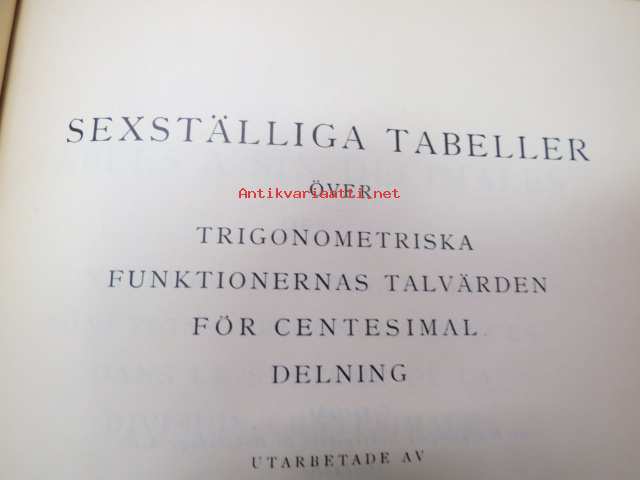 SEXSTÄLLIGA TABELLER
ÖVER
Antikvariaatti.net
TRIGONOMETRISKA
FUNKTIONERNAS TALVÄRDEN
FÖR CENTESIMAL
DELNING
UTARBETADE AV